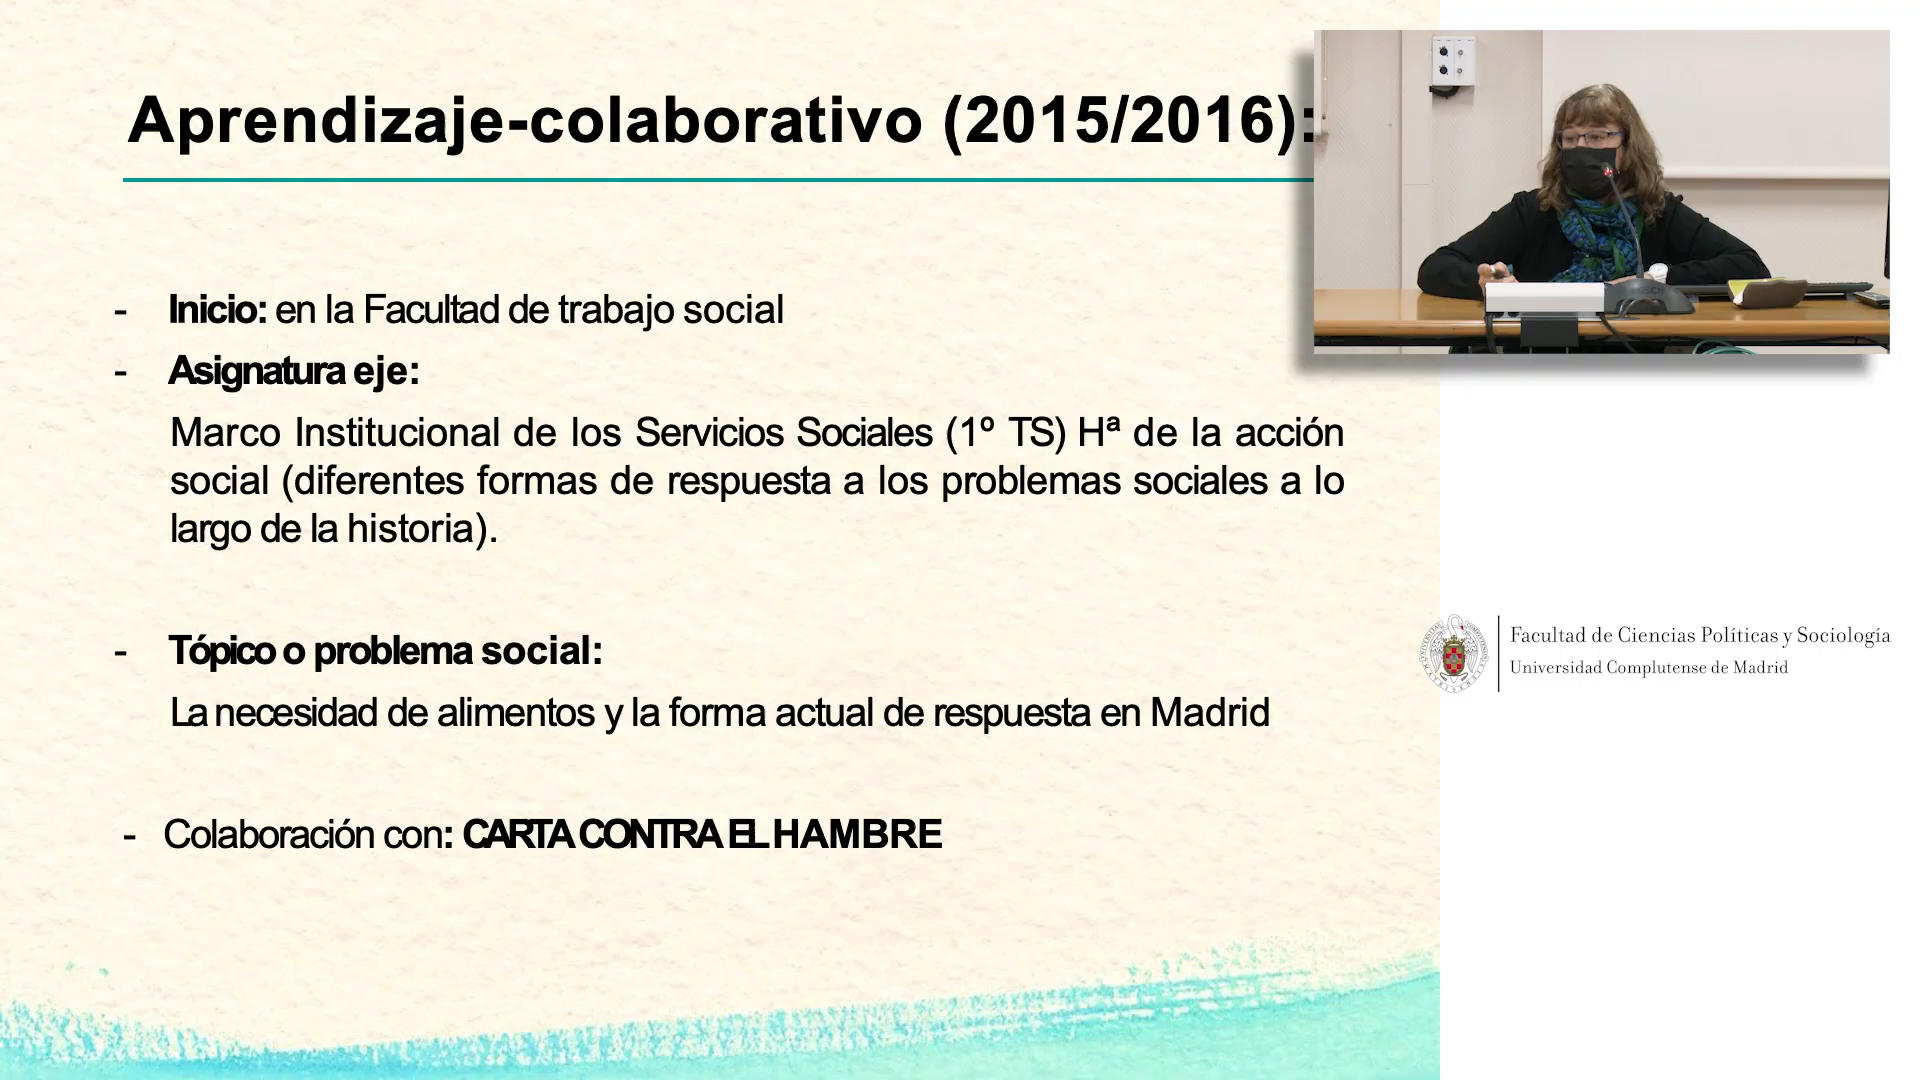 Aprendizaje-colaborativo (2015/2016):
- Inicio: en la Facultad de trabajo social
- Asignatura eje:
Marco Institucional de los Servicios Sociales (1º TS) Hª de la acción
social (diferentes formas de respuesta a los problemas sociales a lo
largo de la historia).
- Tópico o problema social:
La necesidad de alimentos y la forma actual de respuesta en Madrid
- Colaboración con: CARTA CONTRA EL HAMBRE
Facultad de Ciencias Políticas y Sociología
Universidad Complutense de Madrid